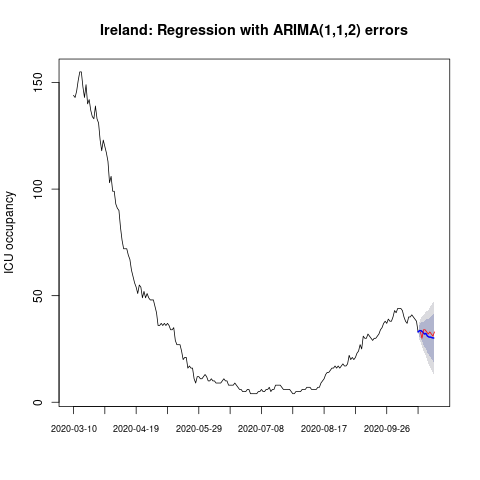 Ireland: Regression with ARIMA(1,1,2) errors
ICU occupancy
150
100
50
0
2020-03-10 2020-04-19 2020-05-29 2020-07-08 2020-08-17 2020-09-26